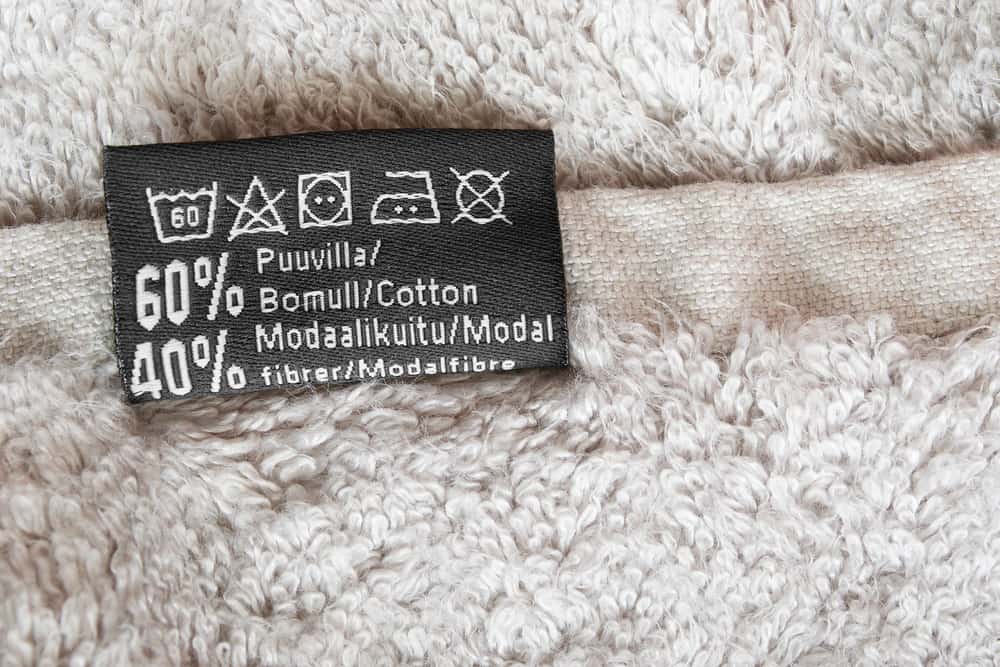 60
60% Puuvilla/
Bomull/Cotton
40% Modaalikuitu/Modal
fibrer/Modalfibre